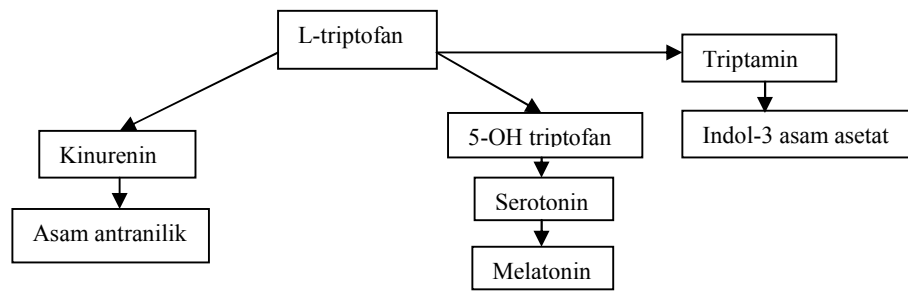 L-triptofan
Triptamin
Kinurenin
5-OH triptofan
Indol-3 asam asetat
Serotonin
Asam antranilik
Melatonin